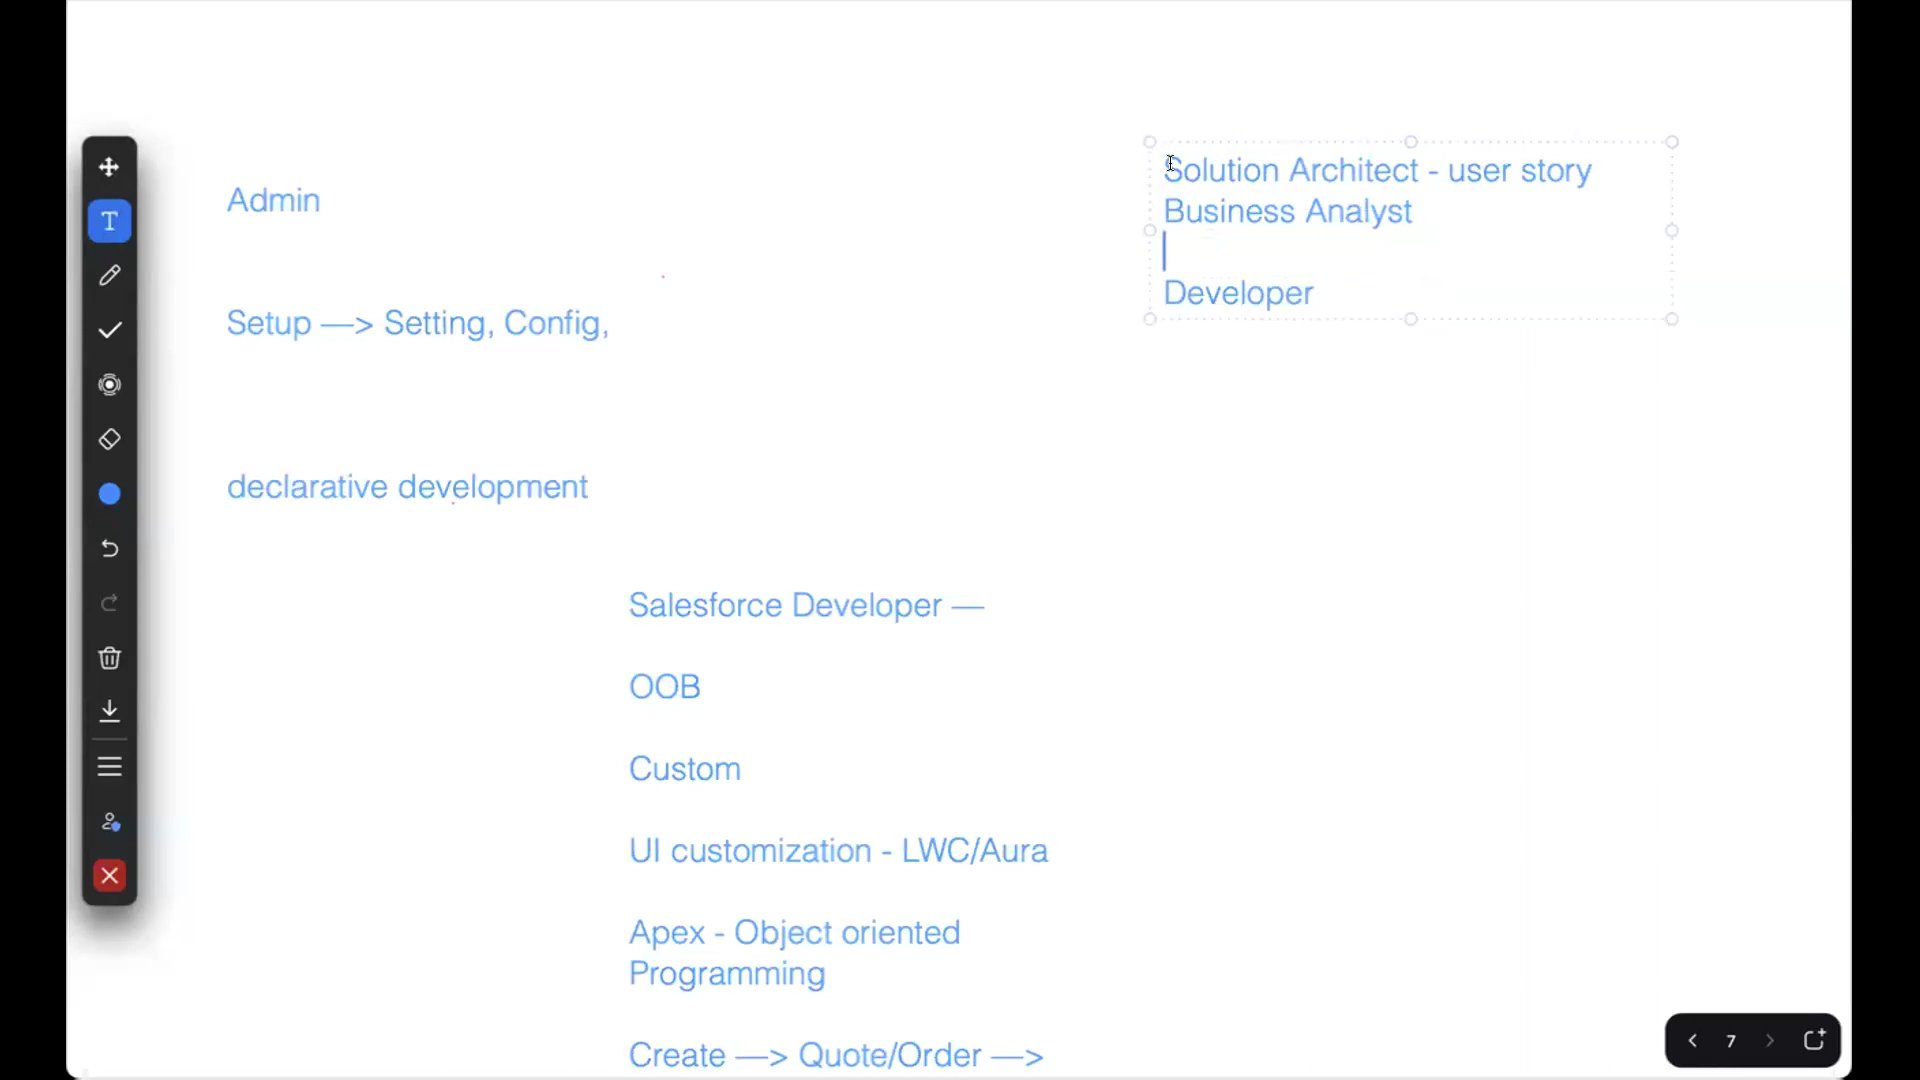 Admin
Setup —> Setting, Config,
declarative development
Solution Architect - user story
Business Analyst
Developer
Salesforce Developer —
OOB
Custom
UI customization - LWC/Aura
Apex - Object oriented
Programming
Create —> Quote/Order —>
T
7